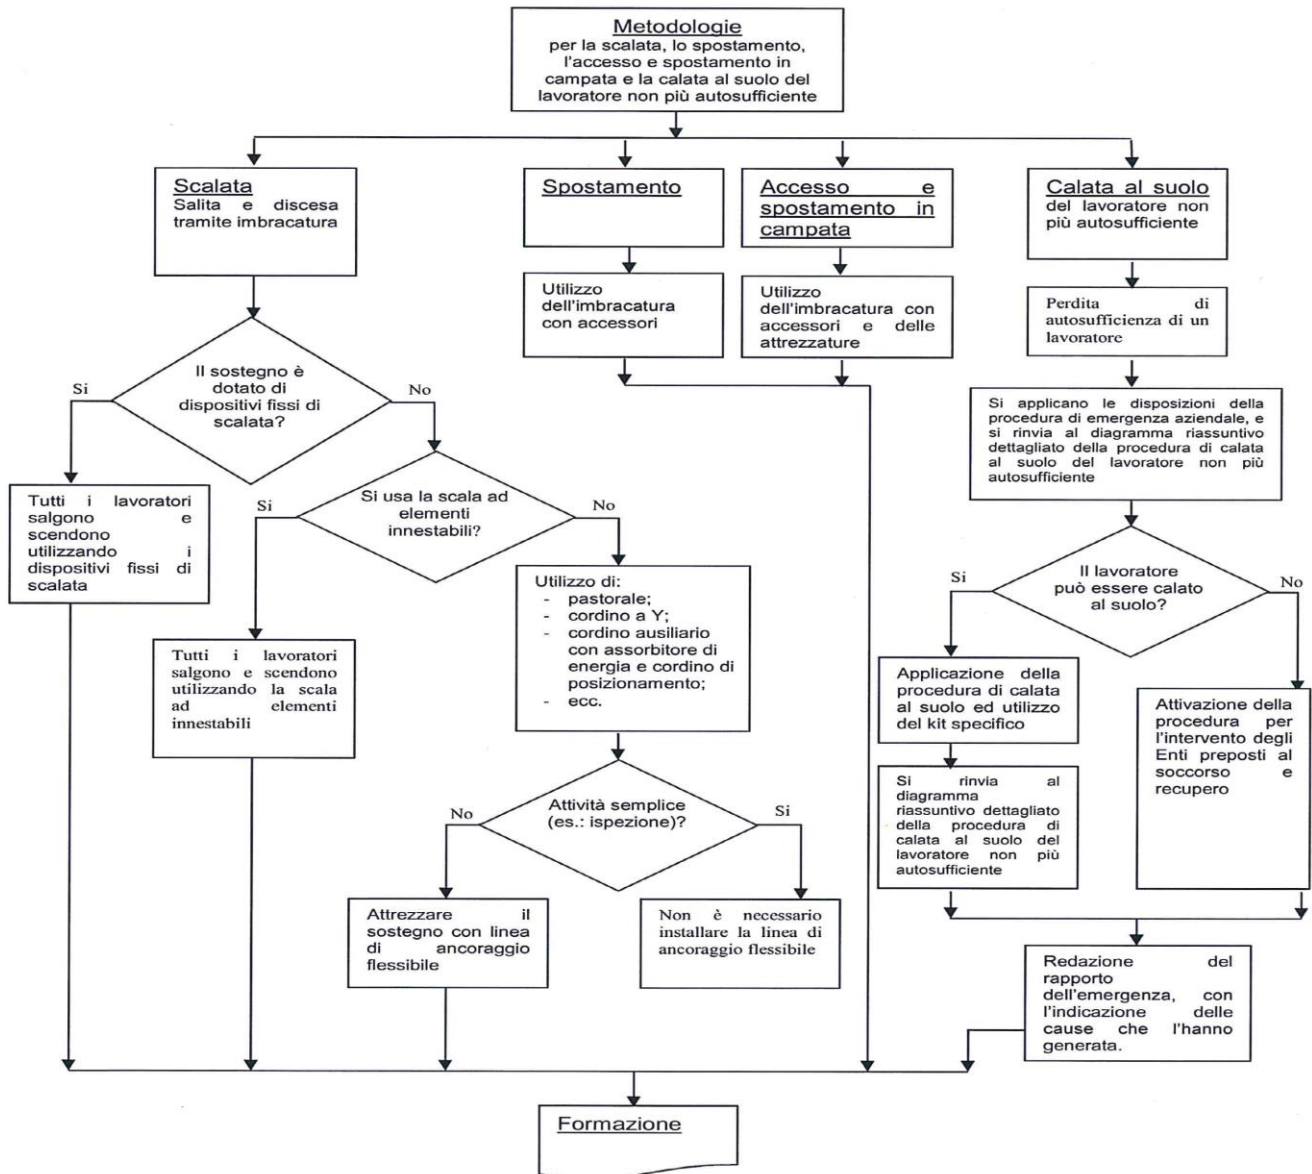 Metodologie
per la scalata, lo spostamento,
l'accesso e spostamento in
campata e la calata al suolo del
lavoratore non più autosufficiente
Scalata
Salita e discesa
tramite imbracatura
Spostamento
Accesso e
spostamento in
campata
Calata al suolo
del lavoratore non
più autosufficiente
Utilizzo
dell'imbracatura
con accessori
Utilizzo
dell'imbracatura con
accessori e delle
attrezzature
Perdita di
autosufficienza di un
lavoratore
Il sostegno è
dotato di
dispositivi fissi di
scalata?
Si
No
Si applicano le disposizioni della
procedura di emergenza aziendale, e
si rinvia al diagramma riassuntivo
dettagliato della procedura di calata
al suolo del lavoratore non più
autosufficiente
Tutti i lavoratori
salgono e
scendono
utilizzando i
dispositivi fissi di
scalata
Si usa la scala ad
elementi
innestabili?
Si
No
Il lavoratore
può essere calato
al suolo?
Si
No
Utilizzo di:
- pastorale;
- cordino a Y;
- cordino ausiliario
con assorbitore di
energia e cordino di
posizionamento;
- ecc.
Tutti i lavoratori
salgono e scendono
utilizzando la scala
ad elementi
innestabili
Applicazione della
procedura di calata
al suolo ed utilizzo
del kit specifico
Attivazione della
procedura per
l'intervento degli
Enti preposti al
soccorso e
recupero
Si rinvia al
diagramma
riassuntivo dettagliato
della procedura di
calata al suolo del
lavoratore non più
autosufficiente
Attività semplice
(es.: ispezione)?
No
Si
Attrezzare il
sostegno con linea
di ancoraggio
flessibile
Non è necessario
installare la linea di
ancoraggio flessibile
Redazione del
rapporto
dell'emergenza, con
l'indicazione delle
cause che l'hanno
generata.
Formazione